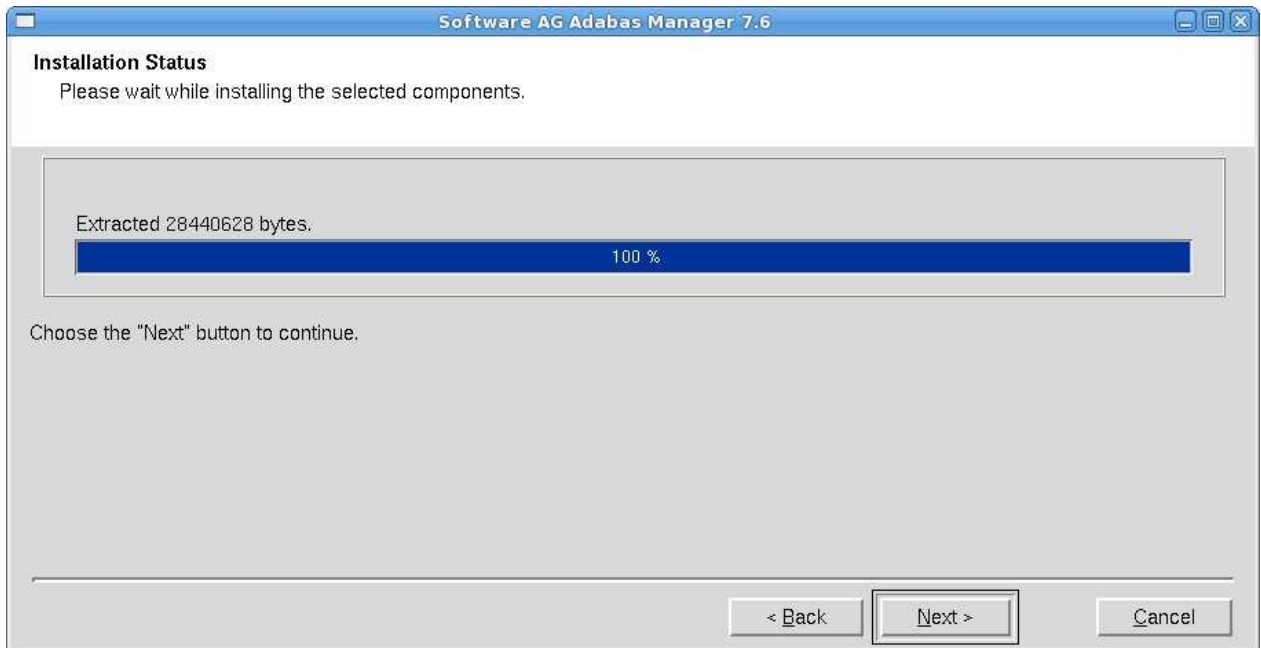 Software AG Adabas Manager 7.6
Installation Status
Please wait while installing the selected components.
Extracted 28440628 bytes.
100 %
Choose the "Next" button to continue.
< Back Next > Cancel